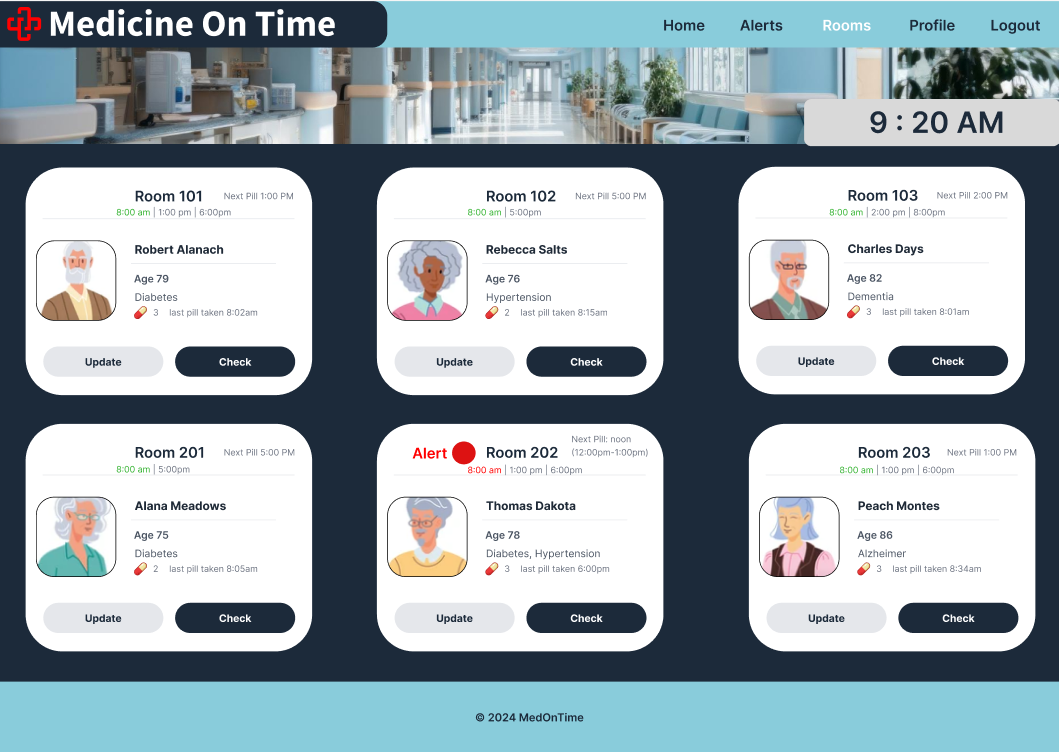 Medicine On Time
Home Alerts Rooms Profile Logout
9 : 20 AM
Room 101 Next Pill 1:00 PM
8:00 am | 1:00 pm | 6:00pm
Robert Alanach
Age 79
Diabetes
3 last pill taken 8:02am
Update Check
Room 102 Next Pill 5:00 PM
8:00 am | 5:00pm
Rebecca Salts
Age 76
Hypertension
2 last pill taken 8:15am
Update Check
Room 103 Next Pill 2:00 PM
8:00 am | 2:00 pm | 8:00pm
Charles Days
Age 82
Dementia
3 last pill taken 8:01am
Update Check
Room 201 Next Pill 5:00 PM
8:00 am | 5:00pm
Alana Meadows
Age 75
Diabetes
2 last pill taken 8:05am
Update Check
Next Pill: noon
Alert Room 202 (12:00pm-1:00pm)
8:00 am | 1:00 pm | 6:00pm
Thomas Dakota
Age 78
Diabetes, Hypertension
3 last pill taken 6:00pm
Update Check
Room 203 Next Pill 1:00 PM
8:00 am | 1:00 pm | 6:00pm
Peach Montes
Age 86
Alzheimer
3 last pill taken 8:34am
Update Check
© 2024 MedOnTime